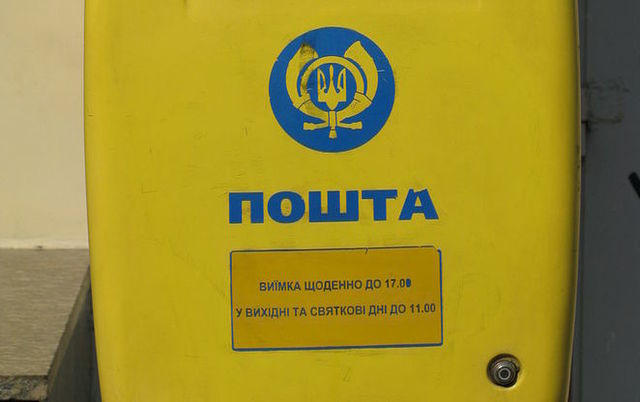 ПОШТА
ВИЇМКА ЩОДЕННО ДО 17.00
У ВИХІДНІ ТА СВЯТКОВІ ДНІ ДО 11.00